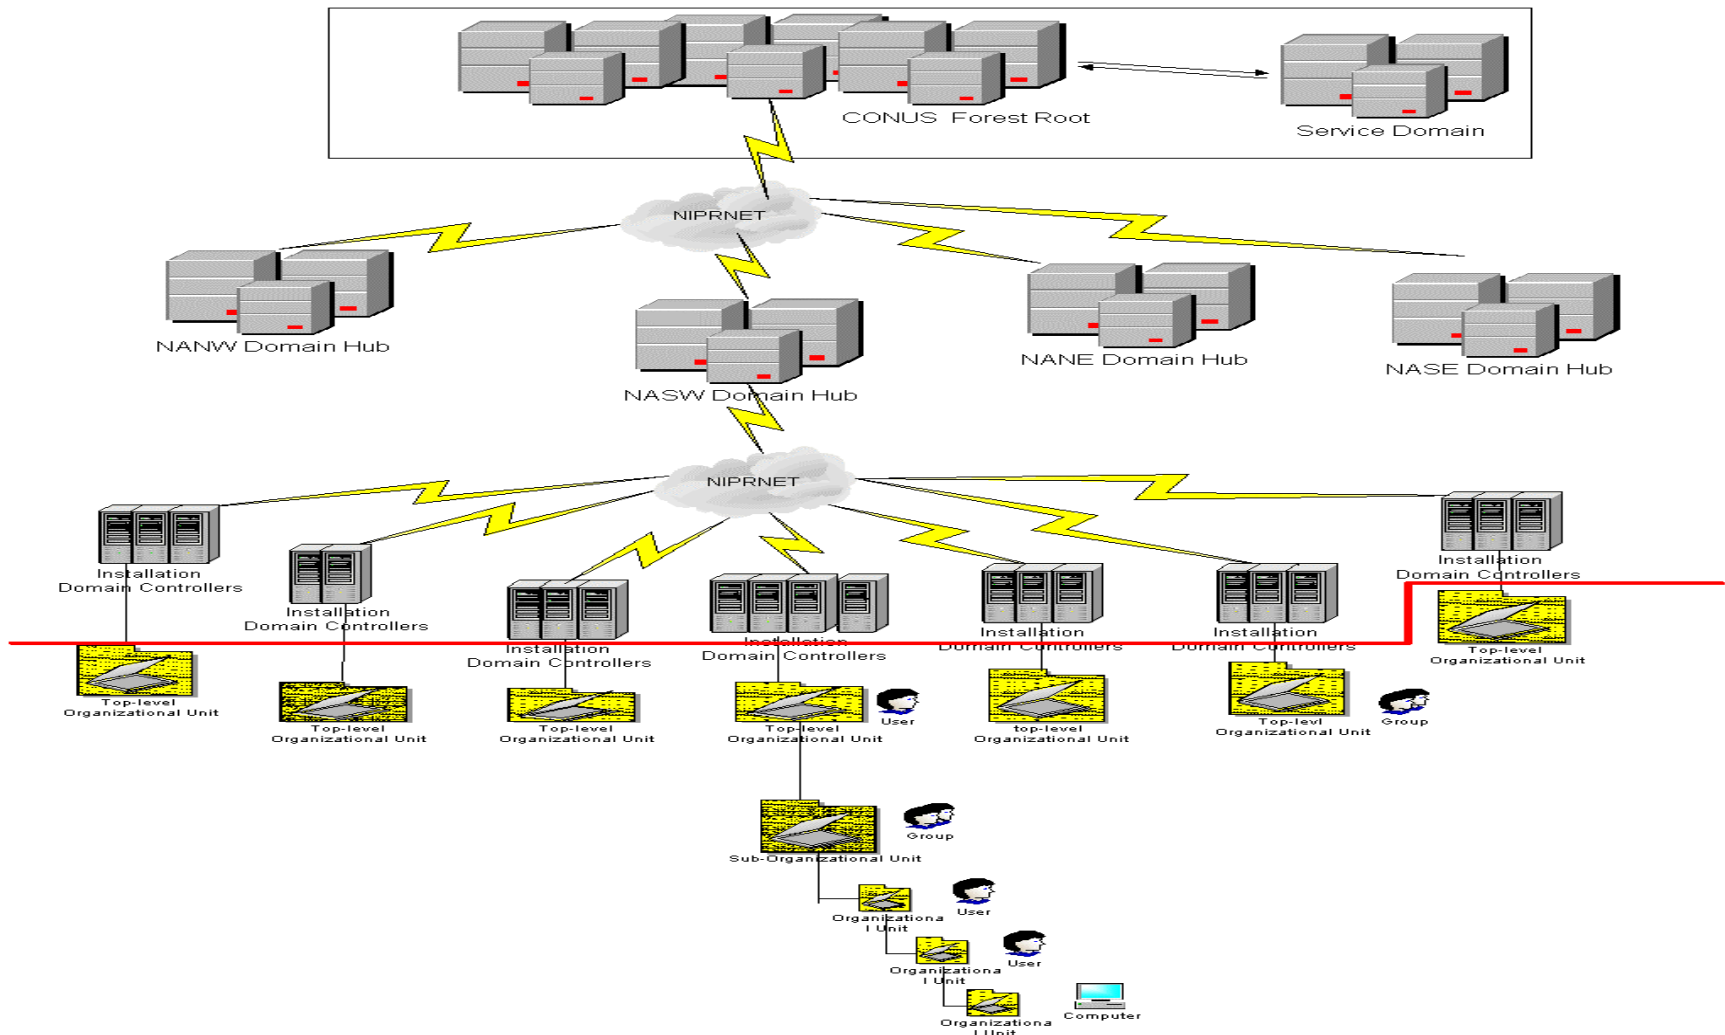 CONUS Forest Root
Service Domain
NIPRNET
NANW Domain Hub
NASW Domain Hub
NANE Domain Hub
NASE Domain Hub
NIPRNET
Installation
Domain Controllers
Installation
Domain Controllers
Installation
Domain Controllers
Installation
Domain Controllers
Installation
Domain Controllers
Installation
Domain Controllers
Installation
Domain Controllers
Top-level
Organizational Unit
Top-level
Organizational Unit
Top-level
Organizational Unit
Top-level
Organizational Unit
User
top-level
Organizational Unit
Top-levl
Organizational Unit
Group
Top-level
Organizational Unit
Sub-Organizational Unit
Group
Organizationa
l Unit
User
Organizationa
l Unit
User
Organizationa
l Unit
Computer